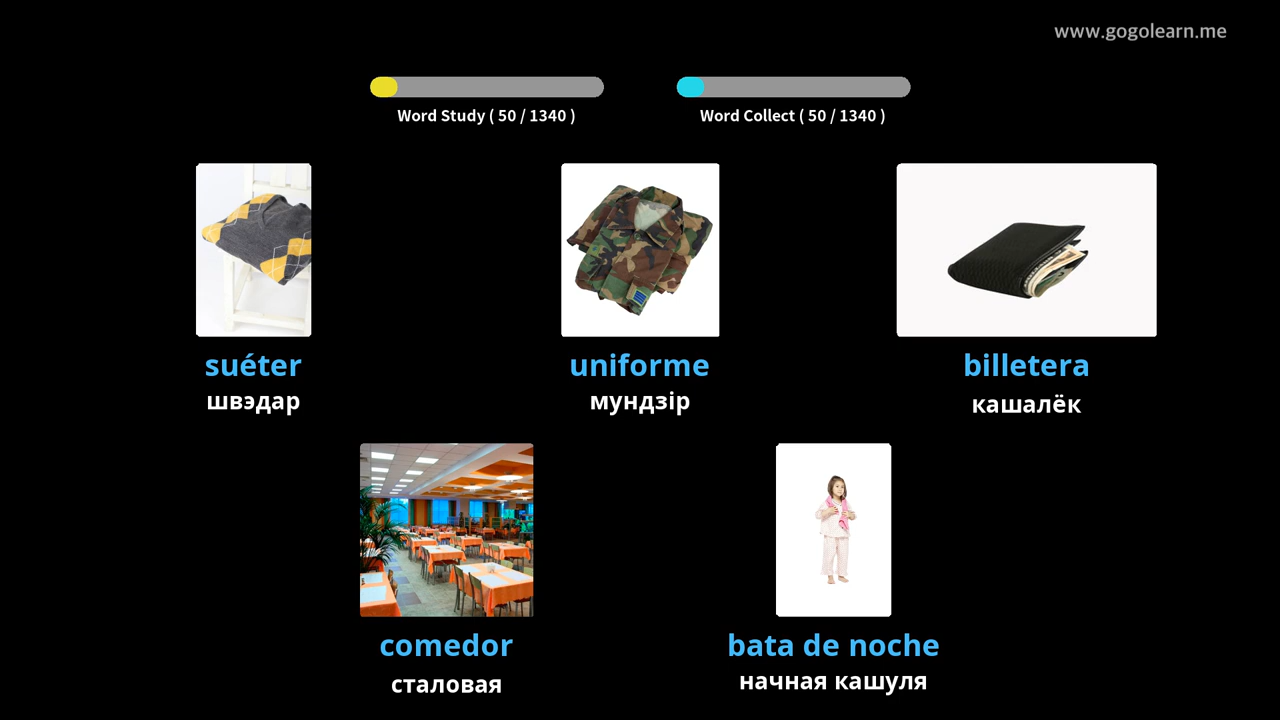 www.gogolearn.me
Word Study ( 50 / 1340 )
Word Collect ( 50 / 1340 )
suéter
швэдар
uniforme
мундзір
billetera
кашалёк
comedor
сталовая
bata de noche
начная кашуля